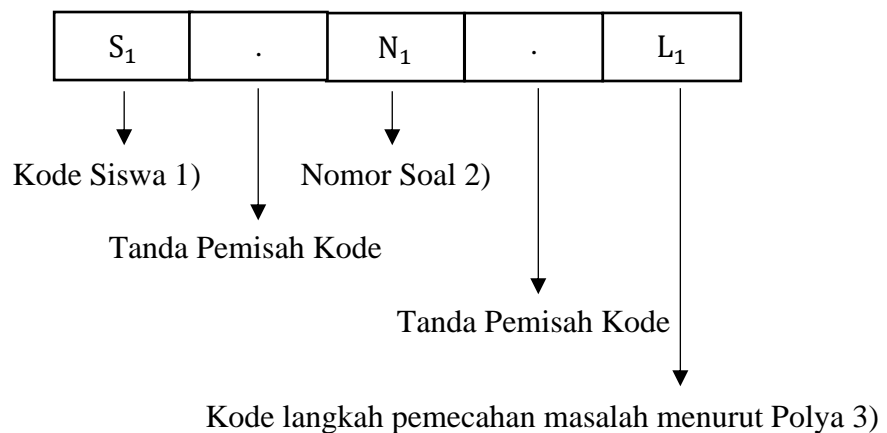 S₁ . N₁ . L₁
Kode Siswa 1) Nomor Soal 2)
Tanda Pemisah Kode
Tanda Pemisah Kode
Kode langkah pemecahan masalah menurut Polya 3)